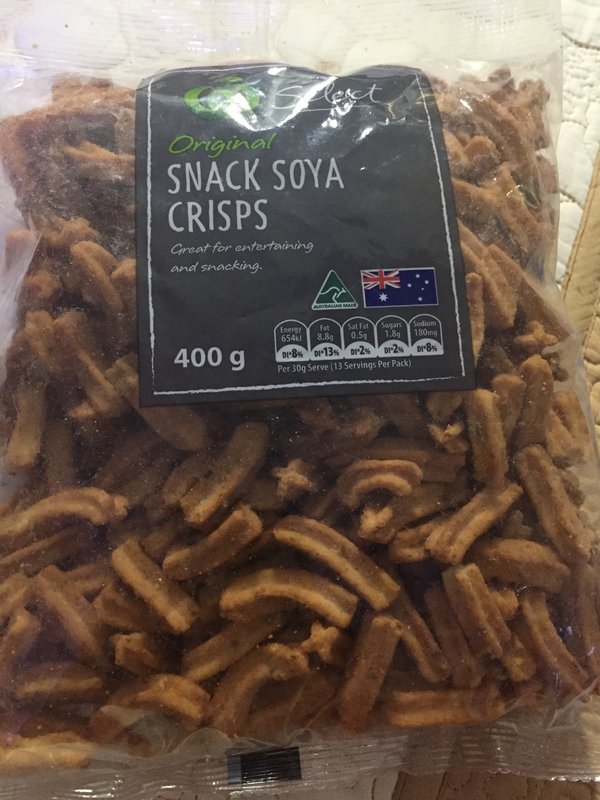 Select
Original
SNACK SOYA
CRISPS
Great for entertaining
and snacking.
AUSTRALIAN MADE
400 g
Energy 654kJ DI*8%
Fat 8.8g DI*13%
Sat Fat 0.5g DI*2%
Sugars 1.8g DI*2%
Sodium 180mg DI*8%
Per 30g Serve (13 Servings Per Pack)